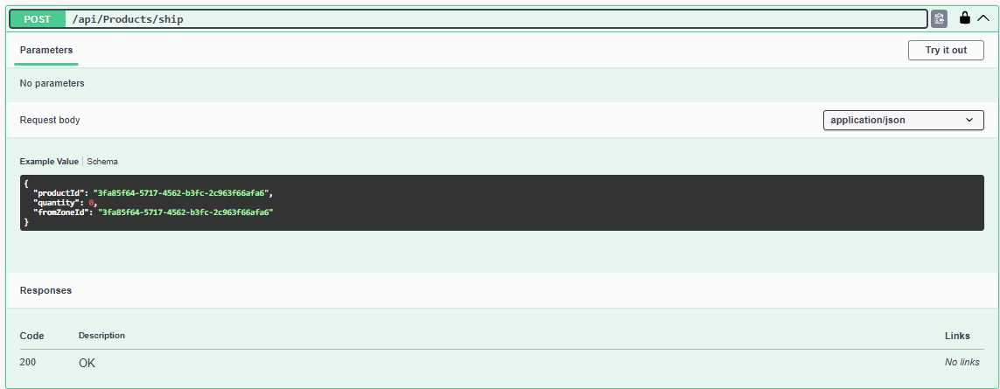 POST /api/Products/ship
Parameters Try it out
No parameters
Request body application/json
Example Value Schema
{
"productId": "3fa85f64-5717-4562-b3fc-2c963f66afa6",
"quantity": 0,
"fromZoneId": "3fa85f64-5717-4562-b3fc-2c963f66afa6"
}
Responses
Code Description Links
200 OK No links